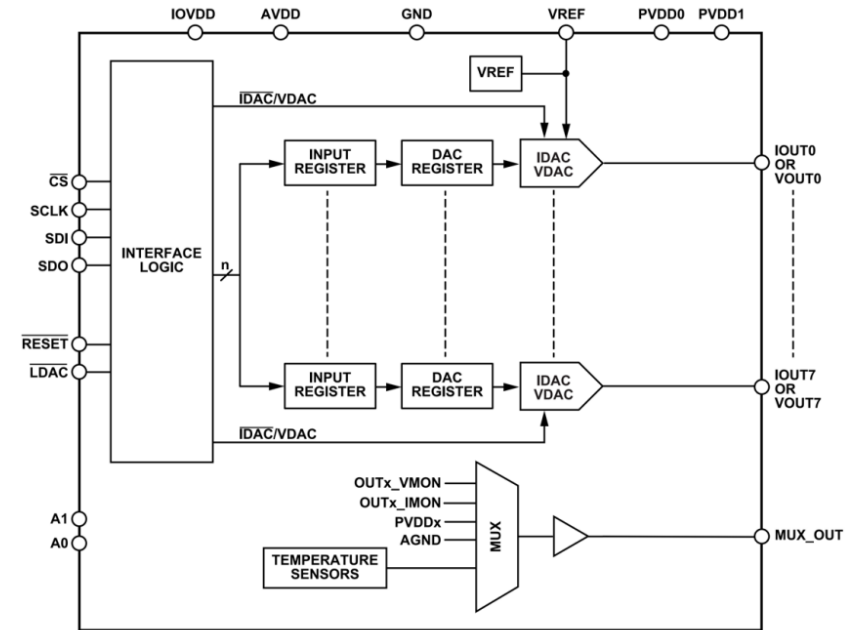 IOVDD
AVDD
GND
VREF
PVDD0
PVDD1
VREF
IDAC/VDAC
INPUT
REGISTER
DAC
REGISTER
IDAC
VDAC
IOUT0
OR
VOUT0
CS
SCLK
SDI
SDO
INTERFACE
LOGIC
n
RESET
LDAC
INPUT
REGISTER
DAC
REGISTER
IDAC
VDAC
IOUT7
OR
VOUT7
IDAC/VDAC
OUTx_VMON
OUTx_IMON
PVDDx
AGND
MUX
A1
A0
TEMPERATURE
SENSORS
MUX_OUT